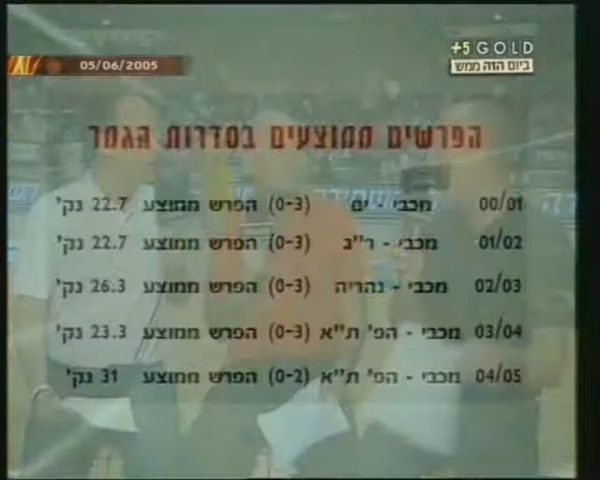 +5 GOLD
ביום הזה ממש
05/06/2005
הפרשים ממוצעים בסדרות הגמר
00/01 מכבי ים (0-3) הפרש ממוצע 22.7 נק'
01/02 מכבי - ר"ג (0-3) הפרש ממוצע 22.7 נק'
02/03 מכבי - נהריה (0-3) הפרש ממוצע 26.3 נק'
03/04 מכבי - הפ' ת"א (0-3) הפרש ממוצע 23.3 נק'
04/05 מכבי - הפ' ת"א (0-2) הפרש ממוצע 31 נק'